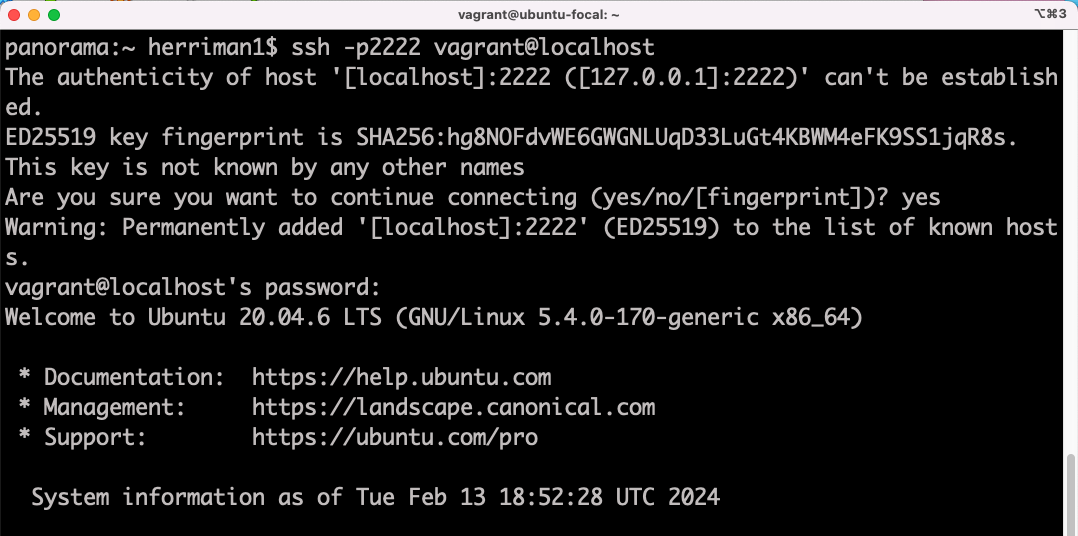 vagrant@ubuntu-focal: ~
⌥⌘3
panorama:~ herriman1$ ssh -p2222 vagrant@localhost
The authenticity of host '[localhost]:2222 ([127.0.0.1]:2222)' can't be establish
ed.
ED25519 key fingerprint is SHA256:hg8NOFdvWE6GWGNLUqD33LuGt4KBWM4eFK9SS1jqR8s.
This key is not known by any other names
Are you sure you want to continue connecting (yes/no/[fingerprint])? yes
Warning: Permanently added '[localhost]:2222' (ED25519) to the list of known host
s.
vagrant@localhost's password:
Welcome to Ubuntu 20.04.6 LTS (GNU/Linux 5.4.0-170-generic x86_64)
* Documentation:  https://help.ubuntu.com
* Management:     https://landscape.canonical.com
* Support:        https://ubuntu.com/pro
System information as of Tue Feb 13 18:52:28 UTC 2024